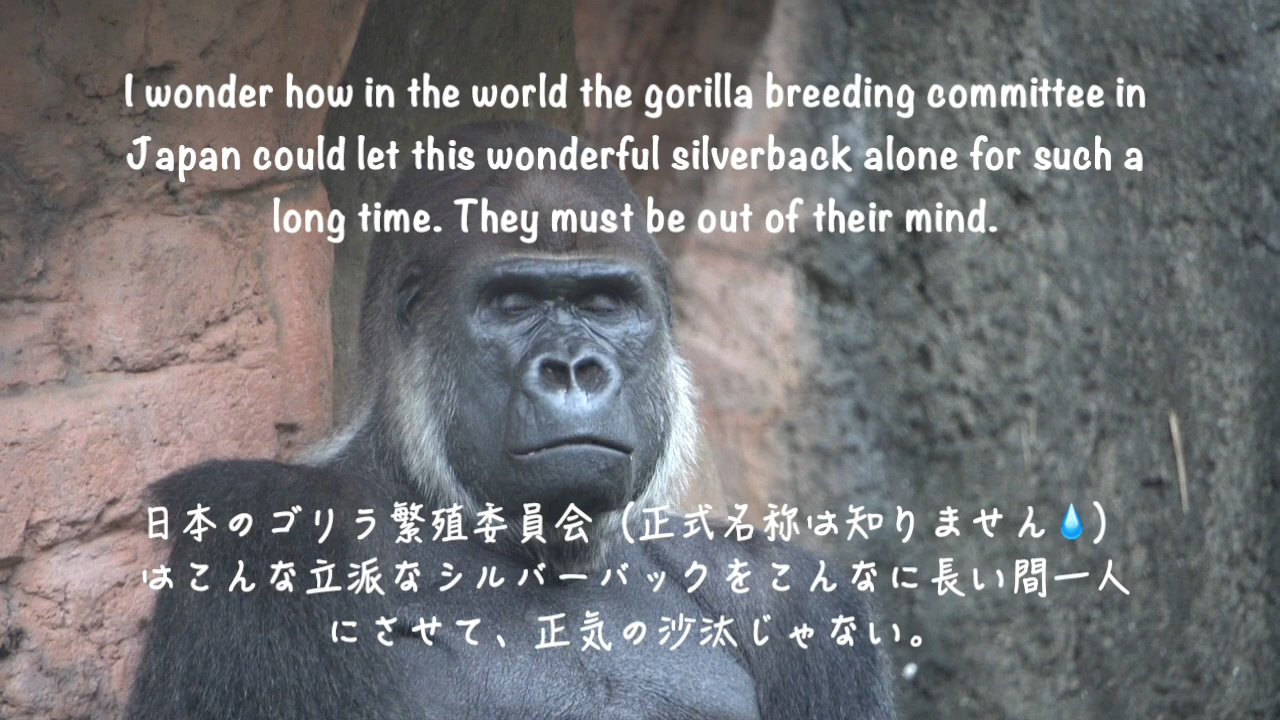 I wonder how in the world the gorilla breeding committee in
Japan could let this wonderful silverback alone for such a
long time. They must be out of their mind.
日本のゴリラ繁殖委員会（正式名称は知りません💧）
はこんな立派なシルバーバックをこんなに長い間一人
にさせて、正気の沙汰じゃない。